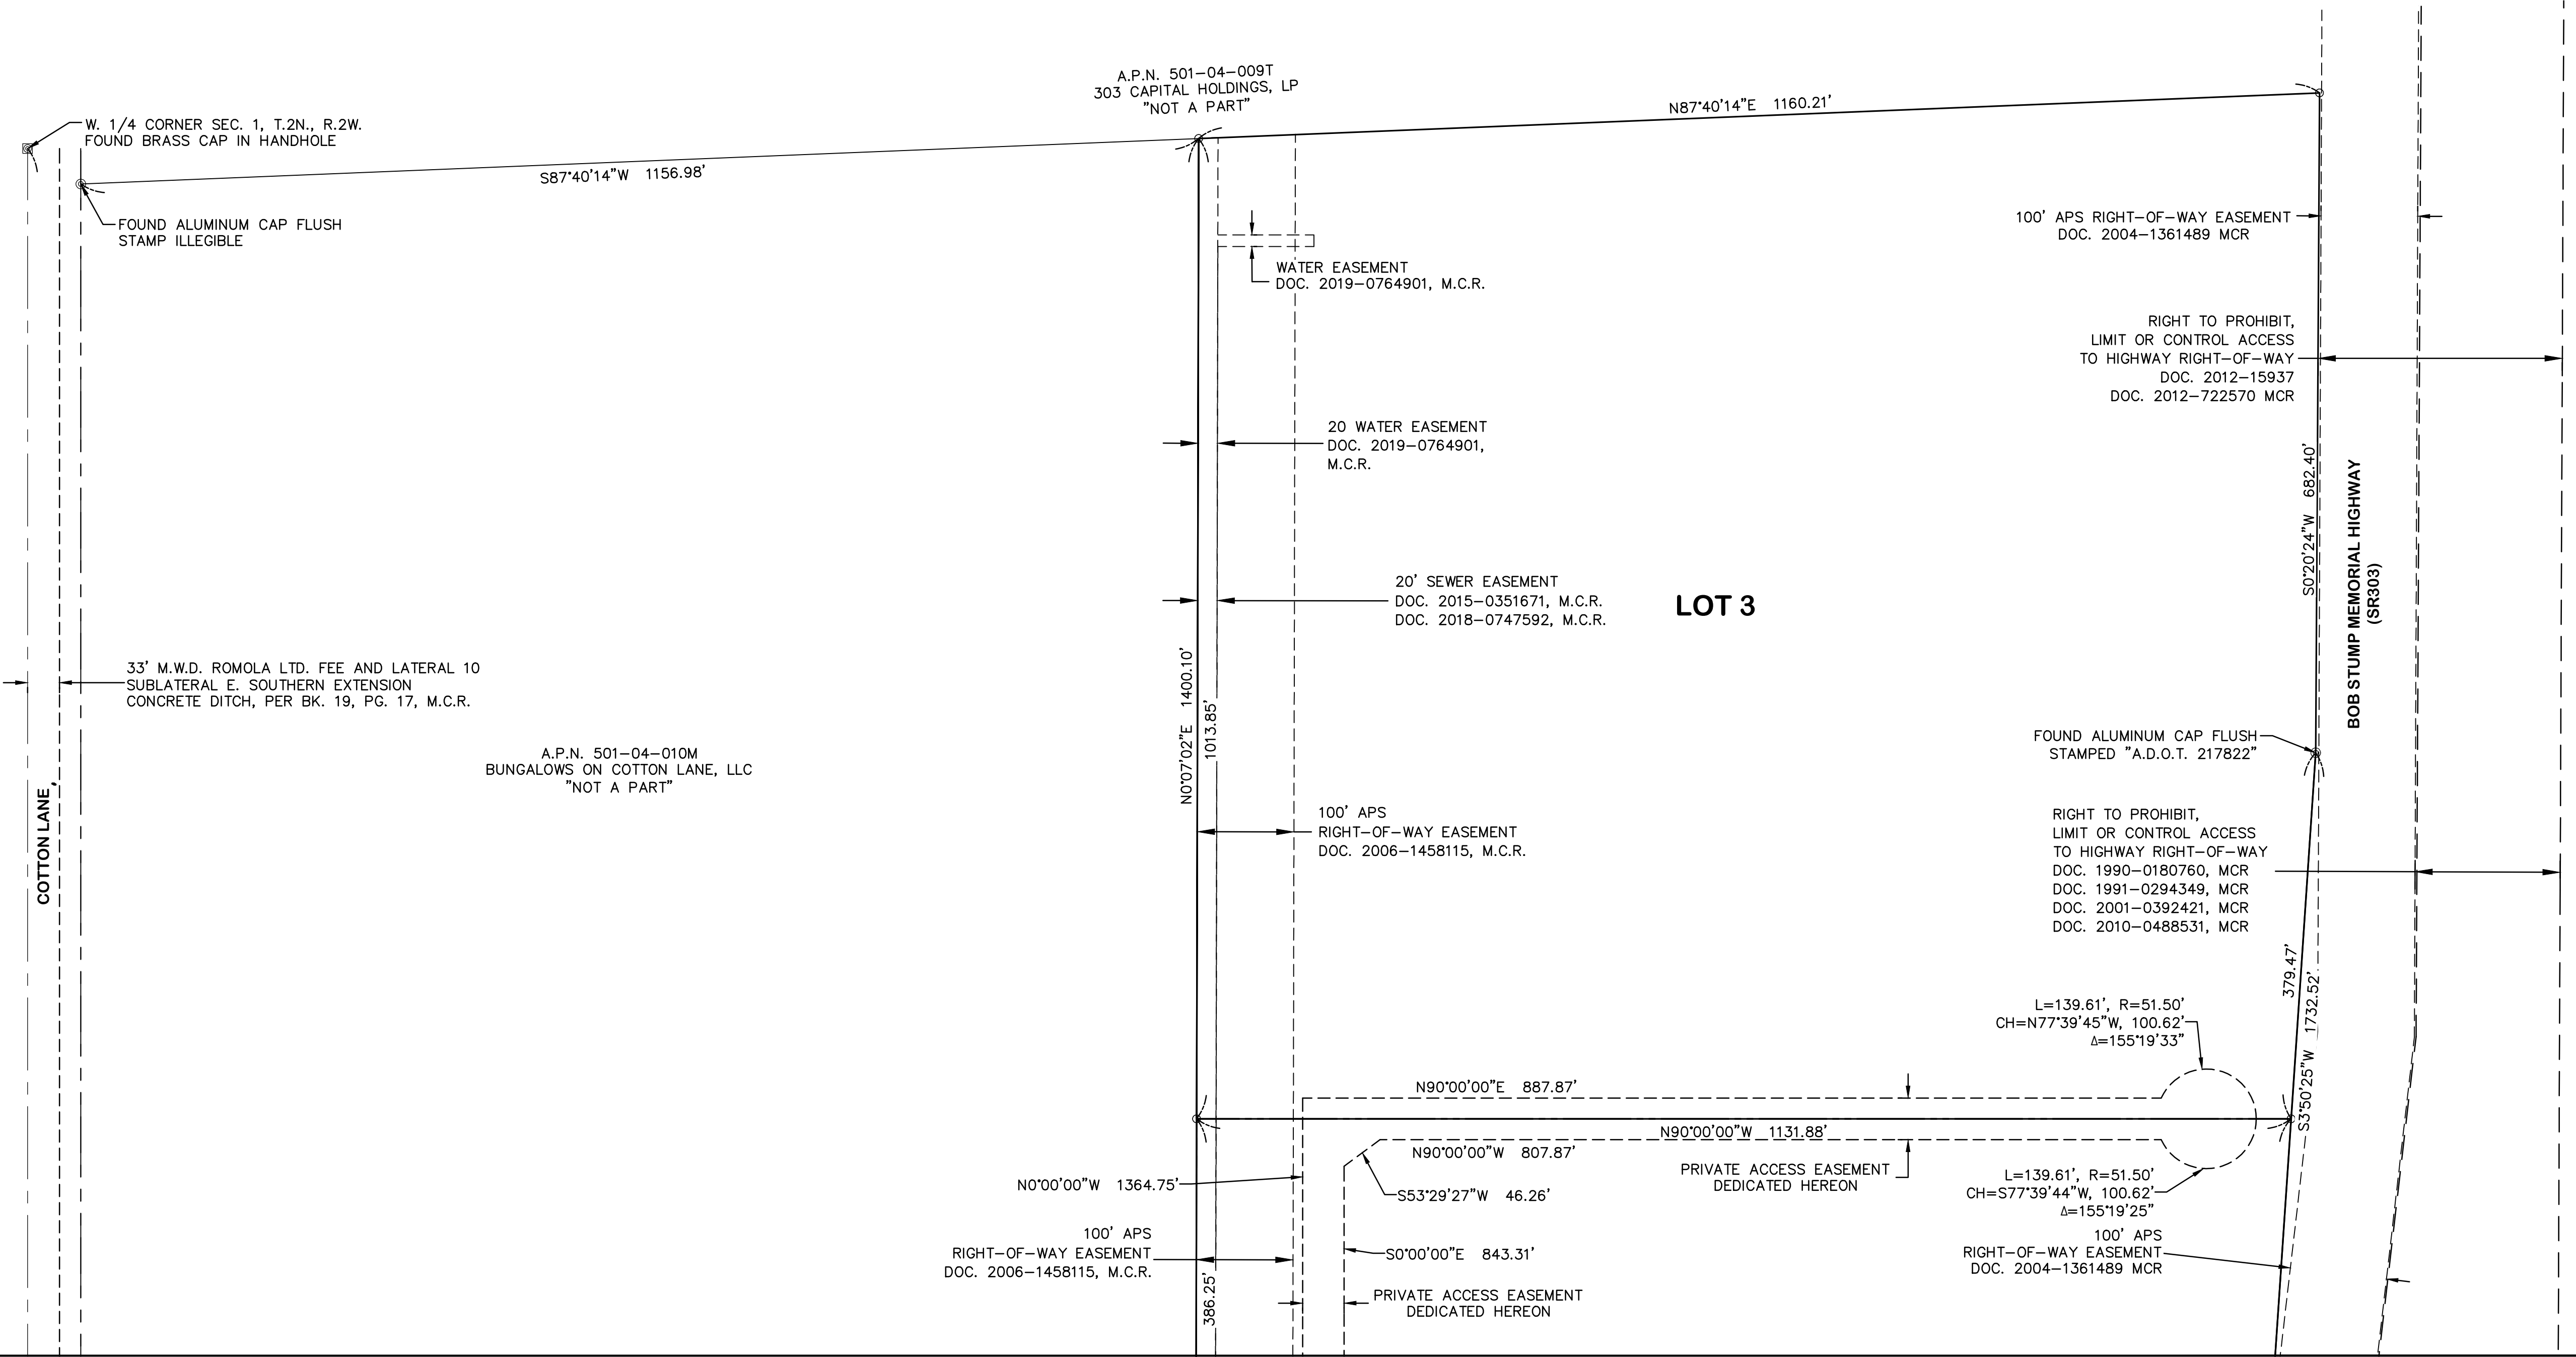 A.P.N. 501-04-009T
303 CAPITAL HOLDINGS, LP
"NOT A PART"
N87°40'14"E 1160.21'
W. 1/4 CORNER SEC. 1, T.2N., R.2W.
FOUND BRASS CAP IN HANDHOLE
S87°40'14"W 1156.98'
FOUND ALUMINUM CAP FLUSH
STAMP ILLEGIBLE
100' APS RIGHT-OF-WAY EASEMENT
DOC. 2004-1361489 MCR
WATER EASEMENT
DOC. 2019-0764901, M.C.R.
RIGHT TO PROHIBIT,
LIMIT OR CONTROL ACCESS
TO HIGHWAY RIGHT-OF-WAY
DOC. 2012-15937
DOC. 2012-722570 MCR
20 WATER EASEMENT
DOC. 2019-0764901,
M.C.R.
S0°20'24"W 682.40'
BOB STUMP MEMORIAL HIGHWAY
(SR303)
20' SEWER EASEMENT
DOC. 2015-0351671, M.C.R.
DOC. 2018-0747592, M.C.R.
LOT 3
33' M.W.D. ROMOLA LTD. FEE AND LATERAL 10
SUBLATERAL E. SOUTHERN EXTENSION
CONCRETE DITCH, PER BK. 19, PG. 17, M.C.R.
N0°07'02"E 1400.10'
1013.85'
A.P.N. 501-04-010M
BUNGALOWS ON COTTON LANE, LLC
"NOT A PART"
COTTON LANE
FOUND ALUMINUM CAP FLUSH
STAMPED "A.D.O.T. 217822"
100' APS
RIGHT-OF-WAY EASEMENT
DOC. 2006-1458115, M.C.R.
RIGHT TO PROHIBIT,
LIMIT OR CONTROL ACCESS
TO HIGHWAY RIGHT-OF-WAY
DOC. 1990-0180760, MCR
DOC. 1991-0294349, MCR
DOC. 2001-0392421, MCR
DOC. 2010-0488531, MCR
379.47'
S3°50'25"W 1732.52'
L=139.61', R=51.50'
CH=N77°39'45"W, 100.62'
Δ=155°19'33"
N90°00'00"E 887.87'
N90°00'00"W 1131.88'
N90°00'00"W 807.87'
PRIVATE ACCESS EASEMENT
DEDICATED HEREON
N0°00'00"W 1364.75'
S53°29'27"W 46.26'
L=139.61', R=51.50'
CH=S77°39'44"W, 100.62'
Δ=155°19'25"
100' APS
RIGHT-OF-WAY EASEMENT
DOC. 2006-1458115, M.C.R.
S0°00'00"E 843.31'
100' APS
RIGHT-OF-WAY EASEMENT
DOC. 2004-1361489 MCR
386.25'
PRIVATE ACCESS EASEMENT
DEDICATED HEREON